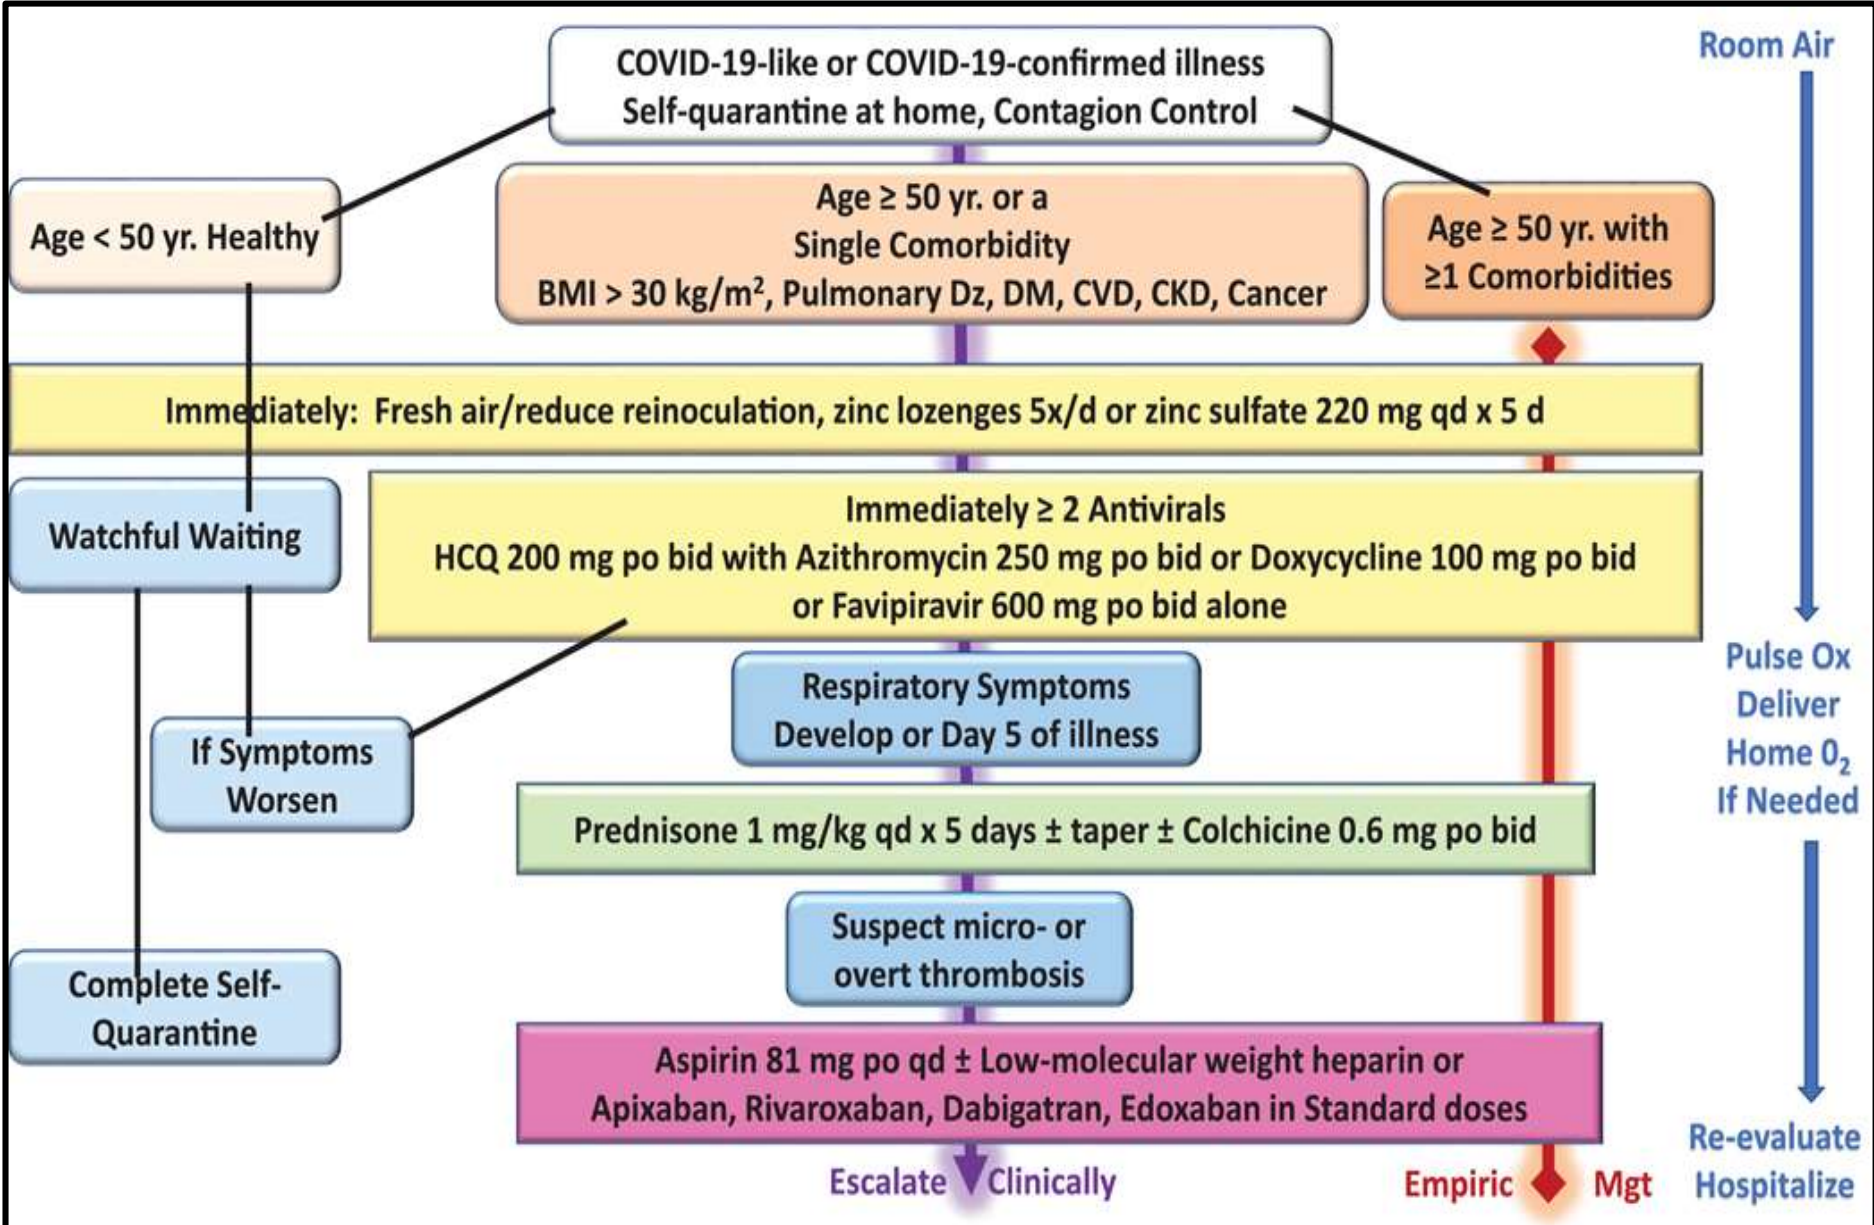 COVID-19-like or COVID-19-confirmed illness
Self-quarantine at home, Contagion Control
Room Air
Age < 50 yr. Healthy
Age ≥ 50 yr. or a
Single Comorbidity
BMI > 30 kg/m², Pulmonary Dz, DM, CVD, CKD, Cancer
Age ≥ 50 yr. with
≥1 Comorbidities
Immediately: Fresh air/reduce reinoculation, zinc lozenges 5x/d or zinc sulfate 220 mg qd x 5 d
Watchful Waiting
Immediately ≥ 2 Antivirals
HCQ 200 mg po bid with Azithromycin 250 mg po bid or Doxycycline 100 mg po bid
or Favipiravir 600 mg po bid alone
Respiratory Symptoms
Develop or Day 5 of illness
Pulse Ox
Deliver
Home 0₂
If Needed
If Symptoms
Worsen
Prednisone 1 mg/kg qd x 5 days ± taper ± Colchicine 0.6 mg po bid
Suspect micro- or
overt thrombosis
Complete Self-
Quarantine
Aspirin 81 mg po qd ± Low-molecular weight heparin or
Apixaban, Rivaroxaban, Dabigatran, Edoxaban in Standard doses
Escalate Clinically
Empiric Mgt
Re-evaluate
Hospitalize